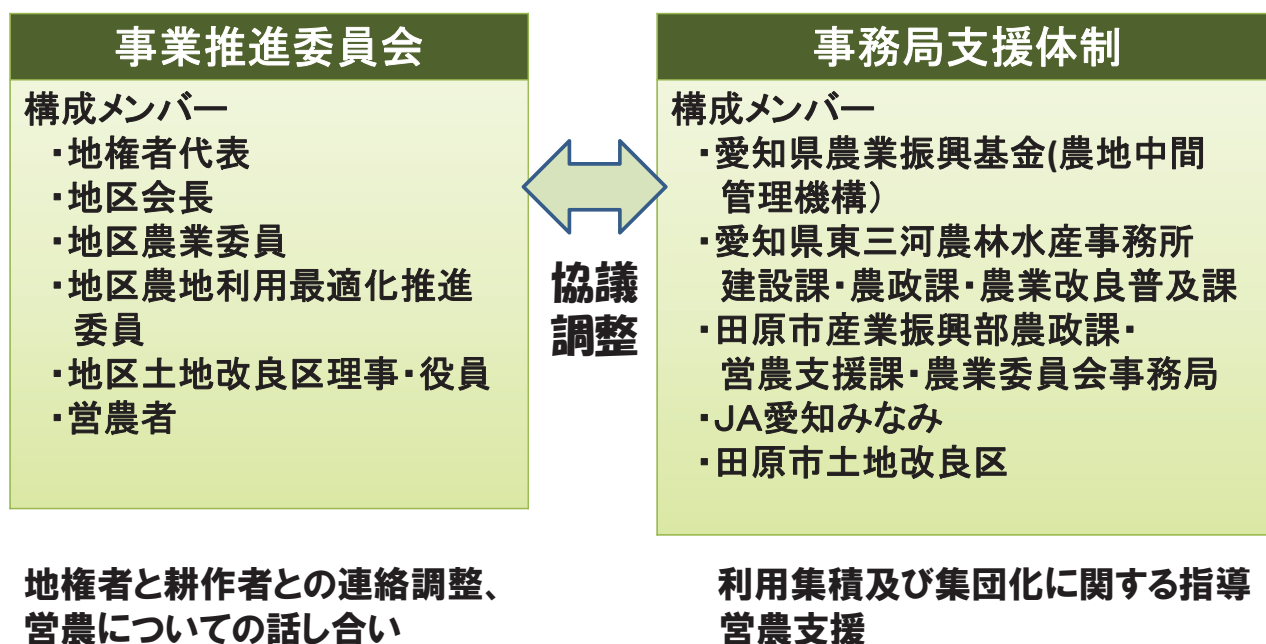 事業推進委員会
構成メンバー
・地権者代表
・地区会長
・地区農業委員
・地区農地利用最適化推進
委員
・地区土地改良区理事・役員
・営農者
協議
調整
事務局支援体制
構成メンバー
・愛知県農業振興基金(農地中間
管理機構）
・愛知県東三河農林水産事務所
建設課・農政課・農業改良普及課
・田原市産業振興部農政課・
営農支援課・農業委員会事務局
・JA愛知みなみ
・田原市土地改良区
地権者と耕作者との連絡調整、
営農についての話し合い
利用集積及び集団化に関する指導
営農支援